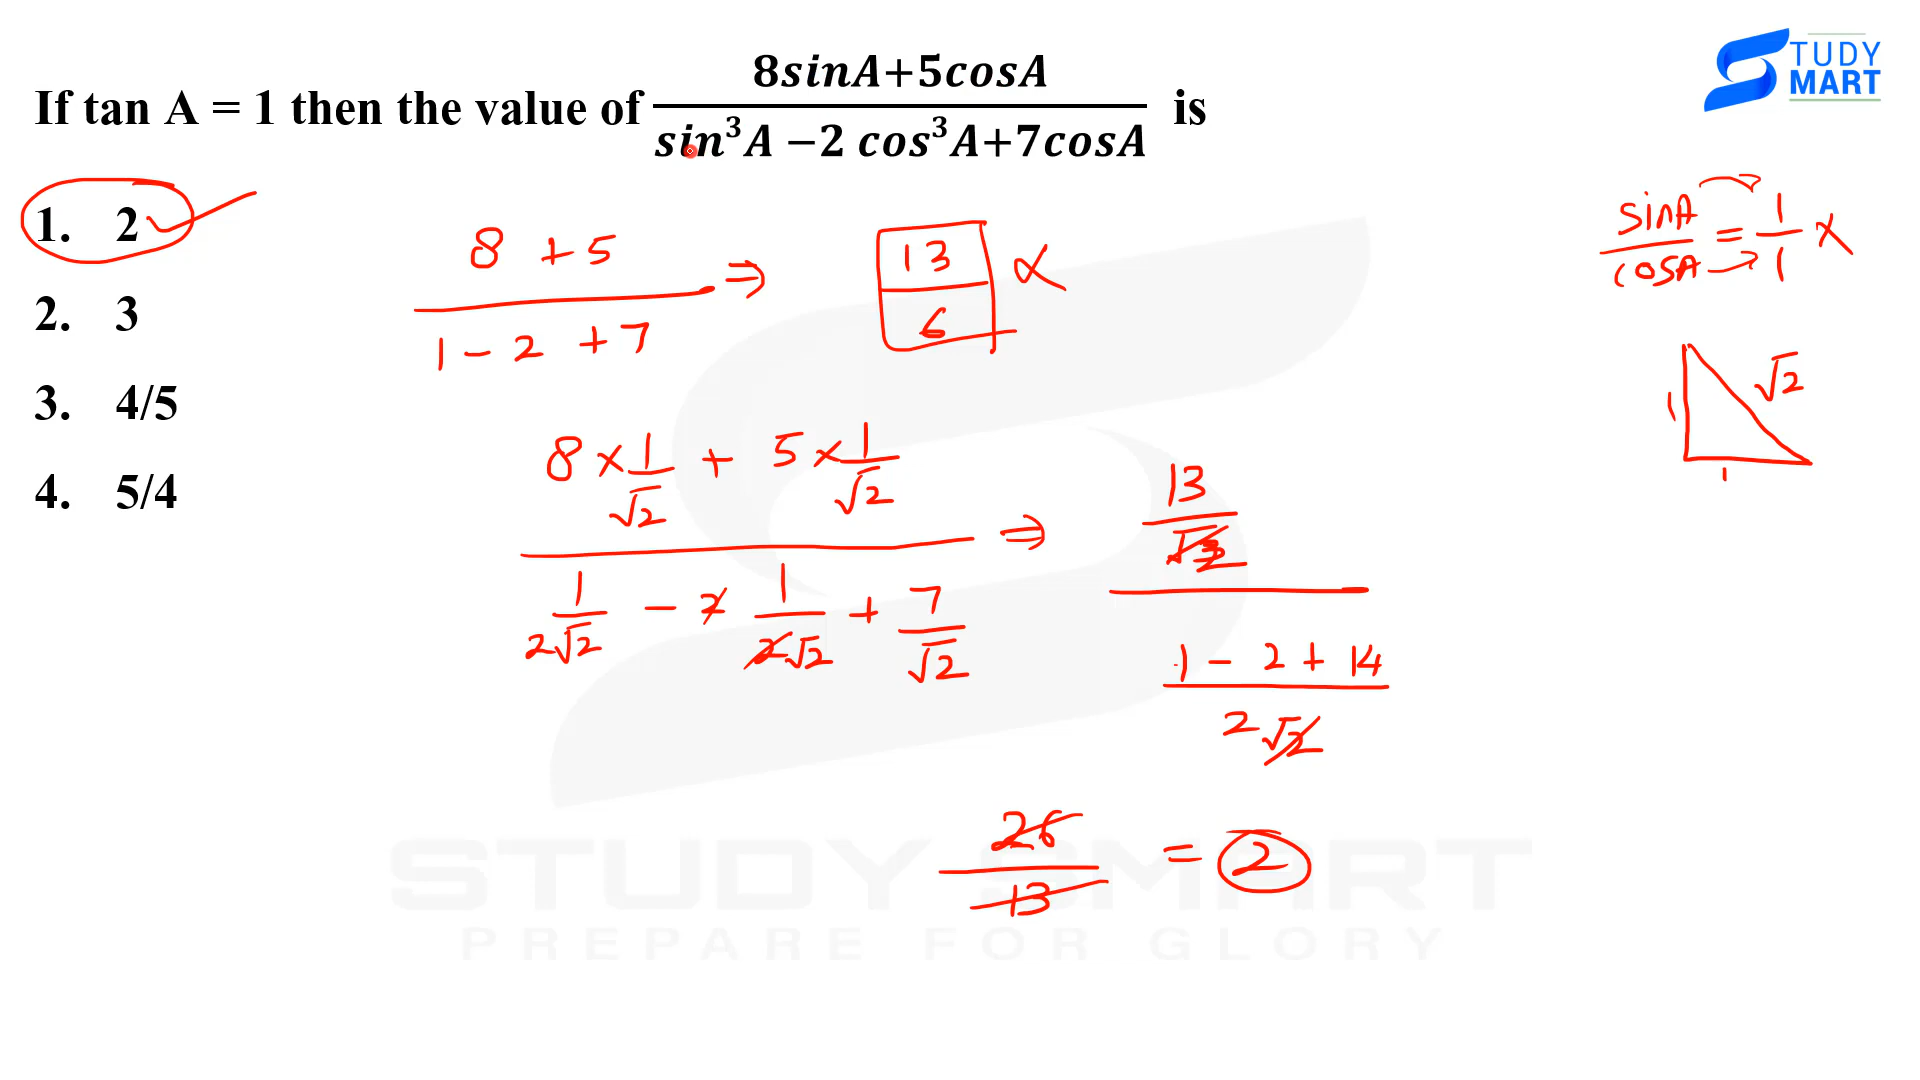 If tan A = 1 then the value of 8sinA+5cosA / sin³A −2 cos³A+7cosA is
STUDY
MART
1. 2
2. 3
3. 4/5
4. 5/4
sinA / cosA = 1/1 ×
8 + 5 / 1 − 2 + 7 ⇒ 13 / 6 ×
√2
1
1
8 × 1/√2 + 5 × 1/√2 ⇒ 13/√2
1/2√2 − 2 1/2√2 + 7/√2
1 − 2 + 14 / 2√2
26 / 13 = 2
STUDY SMART
PREPARE FOR GLORY